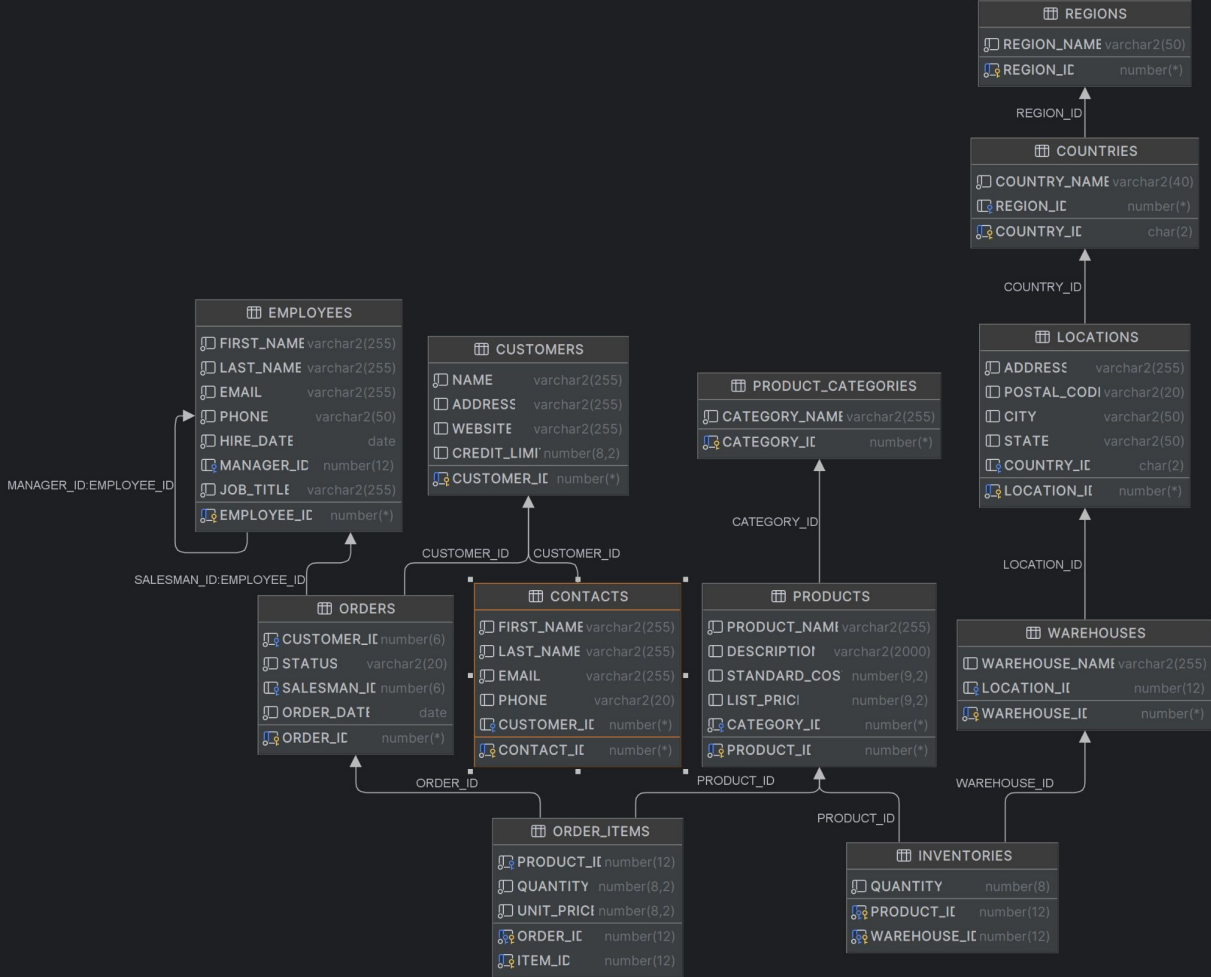 REGIONS
REGION_NAME varchar2(50)
REGION_ID number(*)
REGION_ID
COUNTRIES
COUNTRY_NAME varchar2(40)
REGION_ID number(*)
COUNTRY_ID char(2)
COUNTRY_ID
LOCATIONS
ADDRESS varchar2(255)
POSTAL_CODI varchar2(20)
CITY varchar2(50)
STATE varchar2(50)
COUNTRY_ID char(2)
LOCATION_ID number(*)
LOCATION_ID
WAREHOUSES
WAREHOUSE_NAME varchar2(255)
LOCATION_ID number(12)
WAREHOUSE_ID number(*)
WAREHOUSE_ID
EMPLOYEES
FIRST_NAME varchar2(255)
LAST_NAME varchar2(255)
EMAIL varchar2(255)
PHONE varchar2(50)
HIRE_DATE date
MANAGER_ID number(12)
JOB_TITLE varchar2(255)
EMPLOYEE_ID number(*)
MANAGER_ID:EMPLOYEE_ID
SALESMAN_ID:EMPLOYEE_ID
CUSTOMERS
NAME varchar2(255)
ADDRESS varchar2(255)
WEBSITE varchar2(255)
CREDIT_LIMI number(8,2)
CUSTOMER_ID number(*)
CUSTOMER_ID
CUSTOMER_ID
PRODUCT_CATEGORIES
CATEGORY_NAME varchar2(255)
CATEGORY_ID number(*)
CATEGORY_ID
ORDERS
CUSTOMER_ID number(6)
STATUS varchar2(20)
SALESMAN_ID number(6)
ORDER_DATE date
ORDER_ID number(*)
ORDER_ID
CONTACTS
FIRST_NAME varchar2(255)
LAST_NAME varchar2(255)
EMAIL varchar2(255)
PHONE varchar2(20)
CUSTOMER_ID number(*)
CONTACT_ID number(*)
PRODUCTS
PRODUCT_NAME varchar2(255)
DESCRIPTION varchar2(2000)
STANDARD_COS number(9,2)
LIST_PRICI number(9,2)
CATEGORY_ID number(*)
PRODUCT_ID number(*)
PRODUCT_ID
PRODUCT_ID
ORDER_ITEMS
PRODUCT_ID number(12)
QUANTITY number(8,2)
UNIT_PRICE number(8,2)
ORDER_ID number(12)
ITEM_ID number(12)
INVENTORIES
QUANTITY number(8)
PRODUCT_ID number(12)
WAREHOUSE_ID number(12)